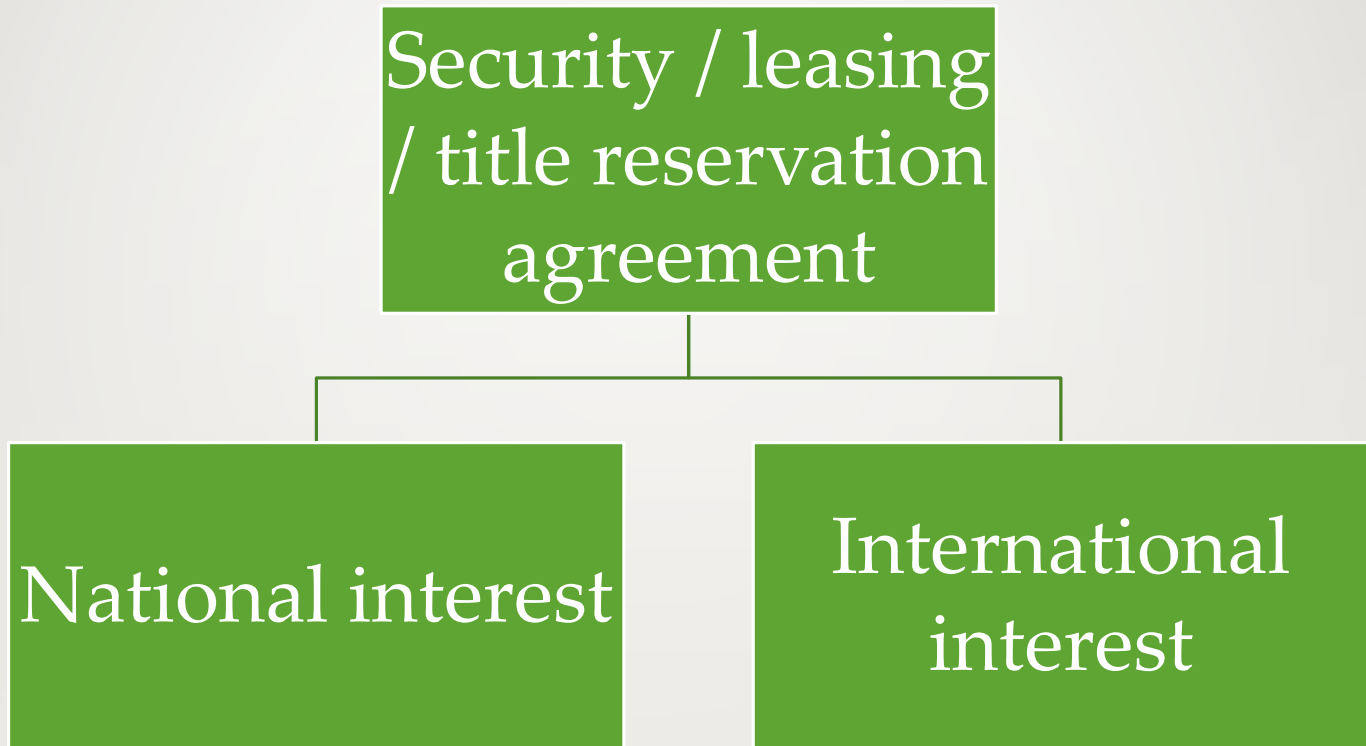 Security / leasing
/ title reservation
agreement
National interest
International
interest